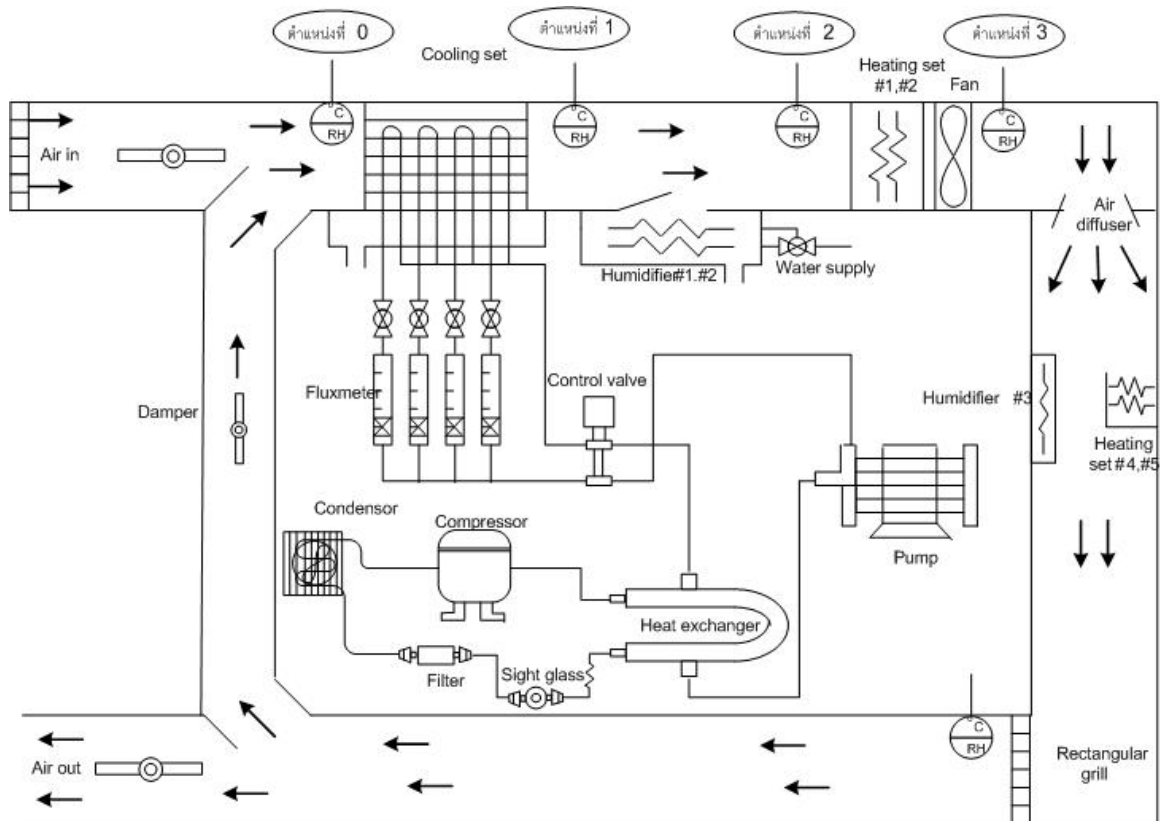 ตำแหน่งที่ 0
ตำแหน่งที่ 1
ตำแหน่งที่ 2
ตำแหน่งที่ 3
Cooling set
Heating set
#1,#2
Fan
°C
RH
°C
RH
°C
RH
°C
RH
Air in
Air
diffuser
Humidifier#1.#2
Water supply
Damper
Fluxmeter
Control valve
Humidifier #3
Heating
set #4,#5
Condensor
Compressor
Pump
Heat exchanger
Filter
Sight glass
°C
RH
Air out
Rectangular
grill